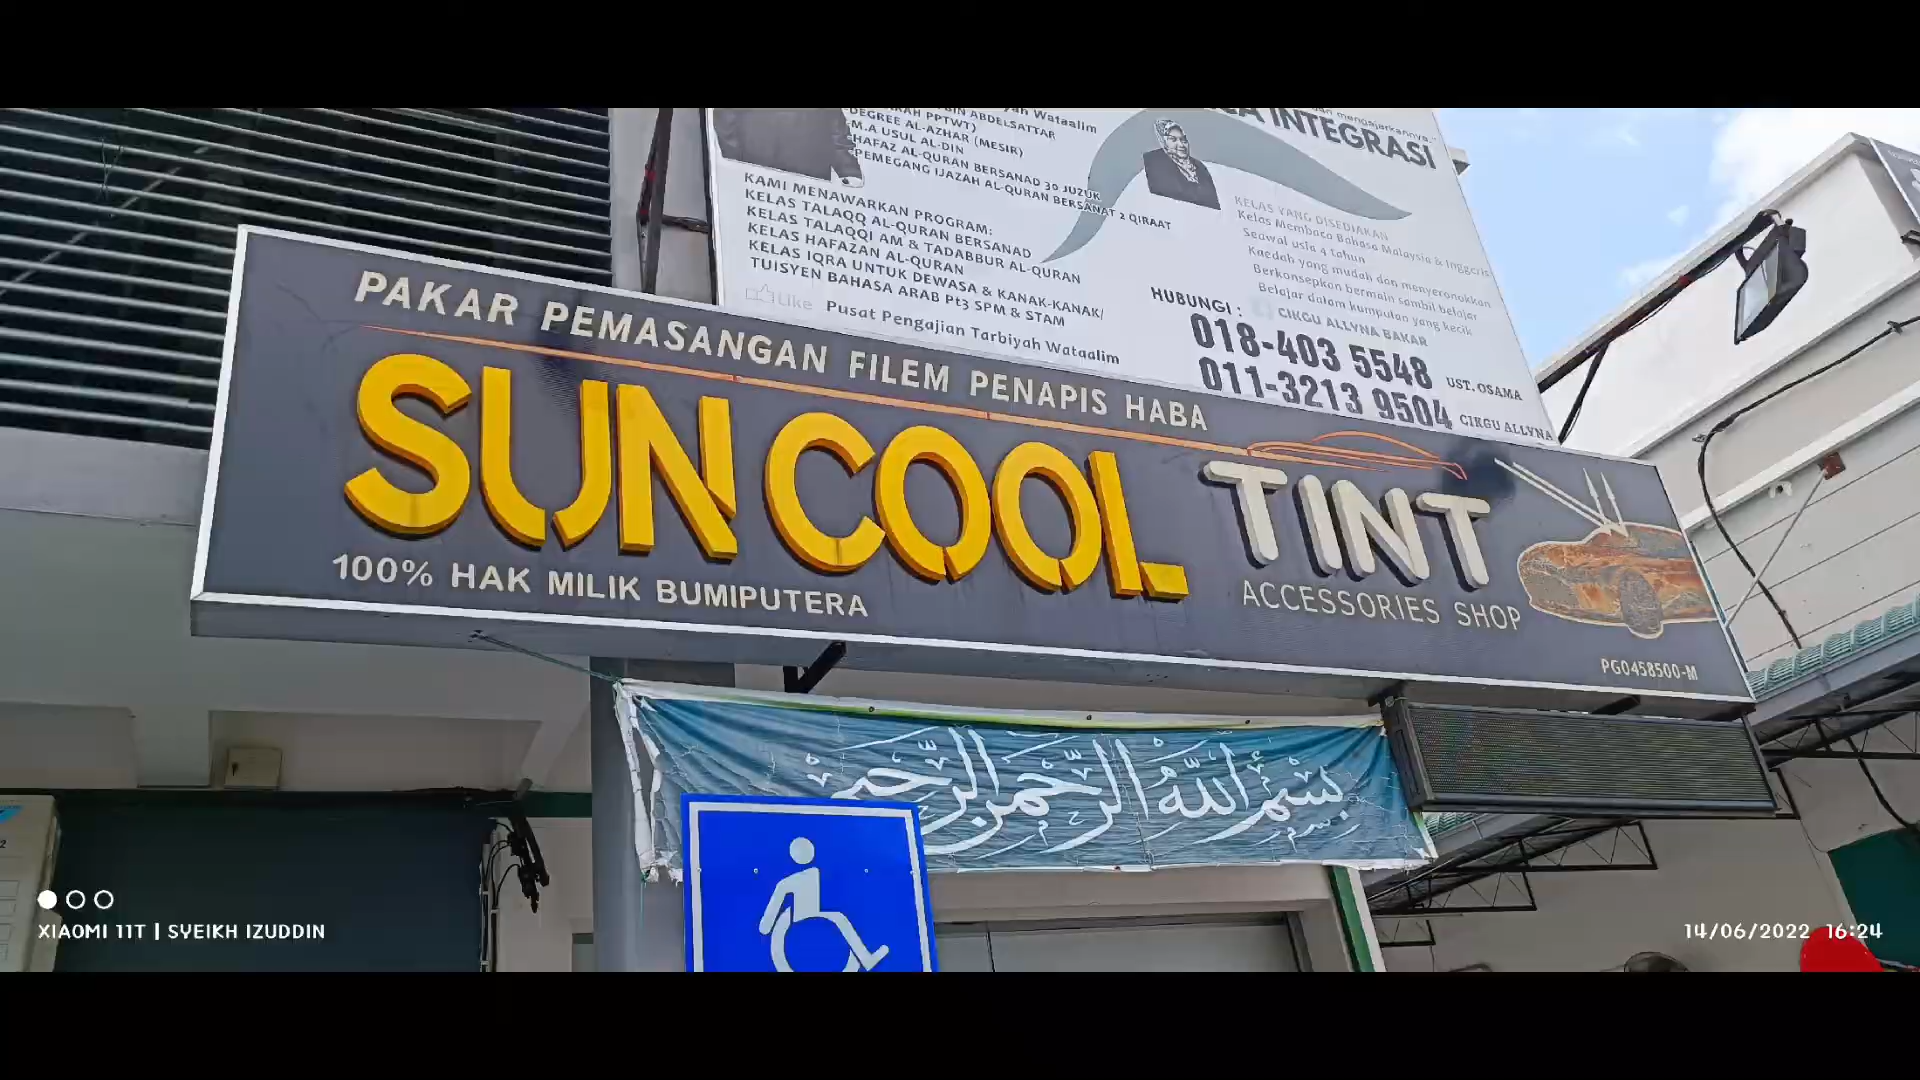 INTEGRASI
BIN ABDELSATTAR
DEGREE AL-AZHAR (MESIR)
M.A USUL AL-DIN
HAFAZ AL-QURAN BERSANAD 30 JUZUK
PEMEGANG IJAZAH AL-QURAN BERSANAT 2 QIRAAT
KAMI MENAWARKAN PROGRAM:
KELAS TALAQQ AL-QURAN BERSANAD
KELAS TALAQQI AM & TADABBUR AL-QURAN
KELAS HAFAZAN AL-QURAN
KELAS IQRA UNTUK DEWASA & KANAK-KANAK/
TUISYEN BAHASA ARAB Pt3 SPM & STAM
Like Pusat Pengajian Tarbiyah Wataalim
KELAS YANG DISEDIAKAN
Kelas Membaca Bahasa Malaysia & Inggeris
Seawal usia 4 tahun
Kaedah yang mudah dan menyeronokkan
Berkonsepkan bermain sambil belajar
Belajar dalam kumpulan yang kecik
HUBUNGI : CIKGU ALLYNA BAKAR
018-403 5548 UST. OSAMA
011-3213 9504 CIKGU ALLYNA
PAKAR PEMASANGAN FILEM PENAPIS HABA
SUN COOL TINT
ACCESSORIES SHOP
100% HAK MILIK BUMIPUTERA
PG0458500-M
بسم الله الرحمن الرحيم
XIAOMI 11T | SYEIKH IZUDDIN
14/06/2022 16:24